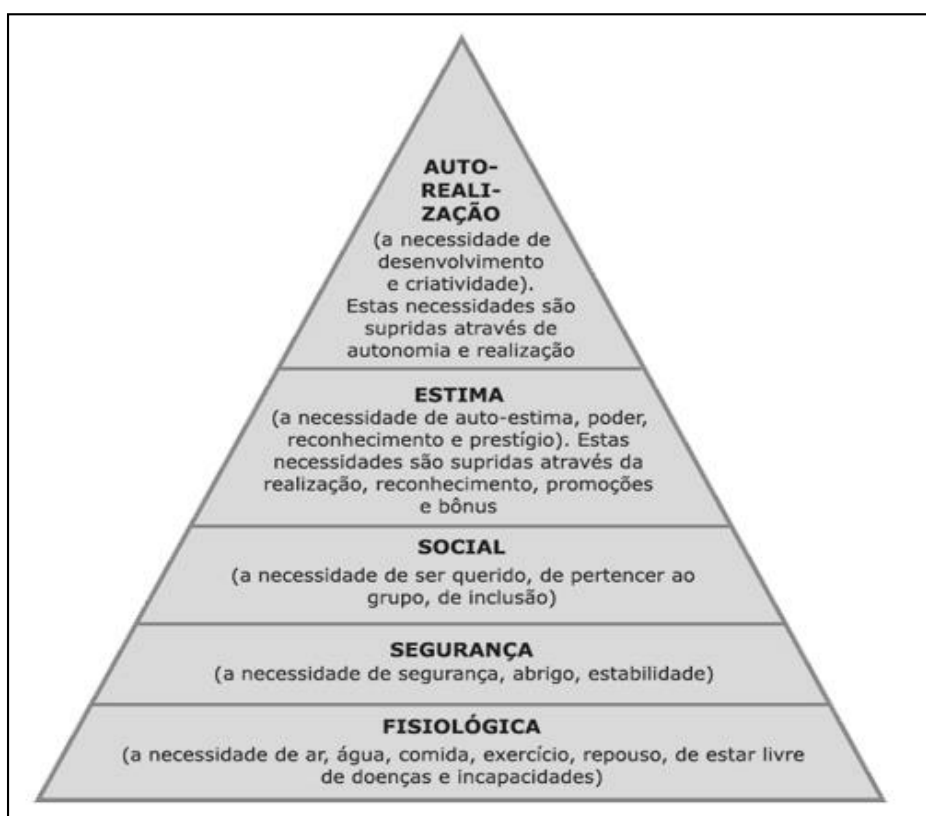 AUTO-
REALI-
ZAÇÃO
(a necessidade de
desenvolvimento
e criatividade).
Estas necessidades são
supridas através de
autonomia e realização
ESTIMA
(a necessidade de auto-estima, poder,
reconhecimento e prestígio). Estas
necessidades são supridas através da
realização, reconhecimento, promoções
e bônus
SOCIAL
(a necessidade de ser querido, de pertencer ao
grupo, de inclusão)
SEGURANÇA
(a necessidade de segurança, abrigo, estabilidade)
FISIOLÓGICA
(a necessidade de ar, água, comida, exercício, repouso, de estar livre
de doenças e incapacidades)